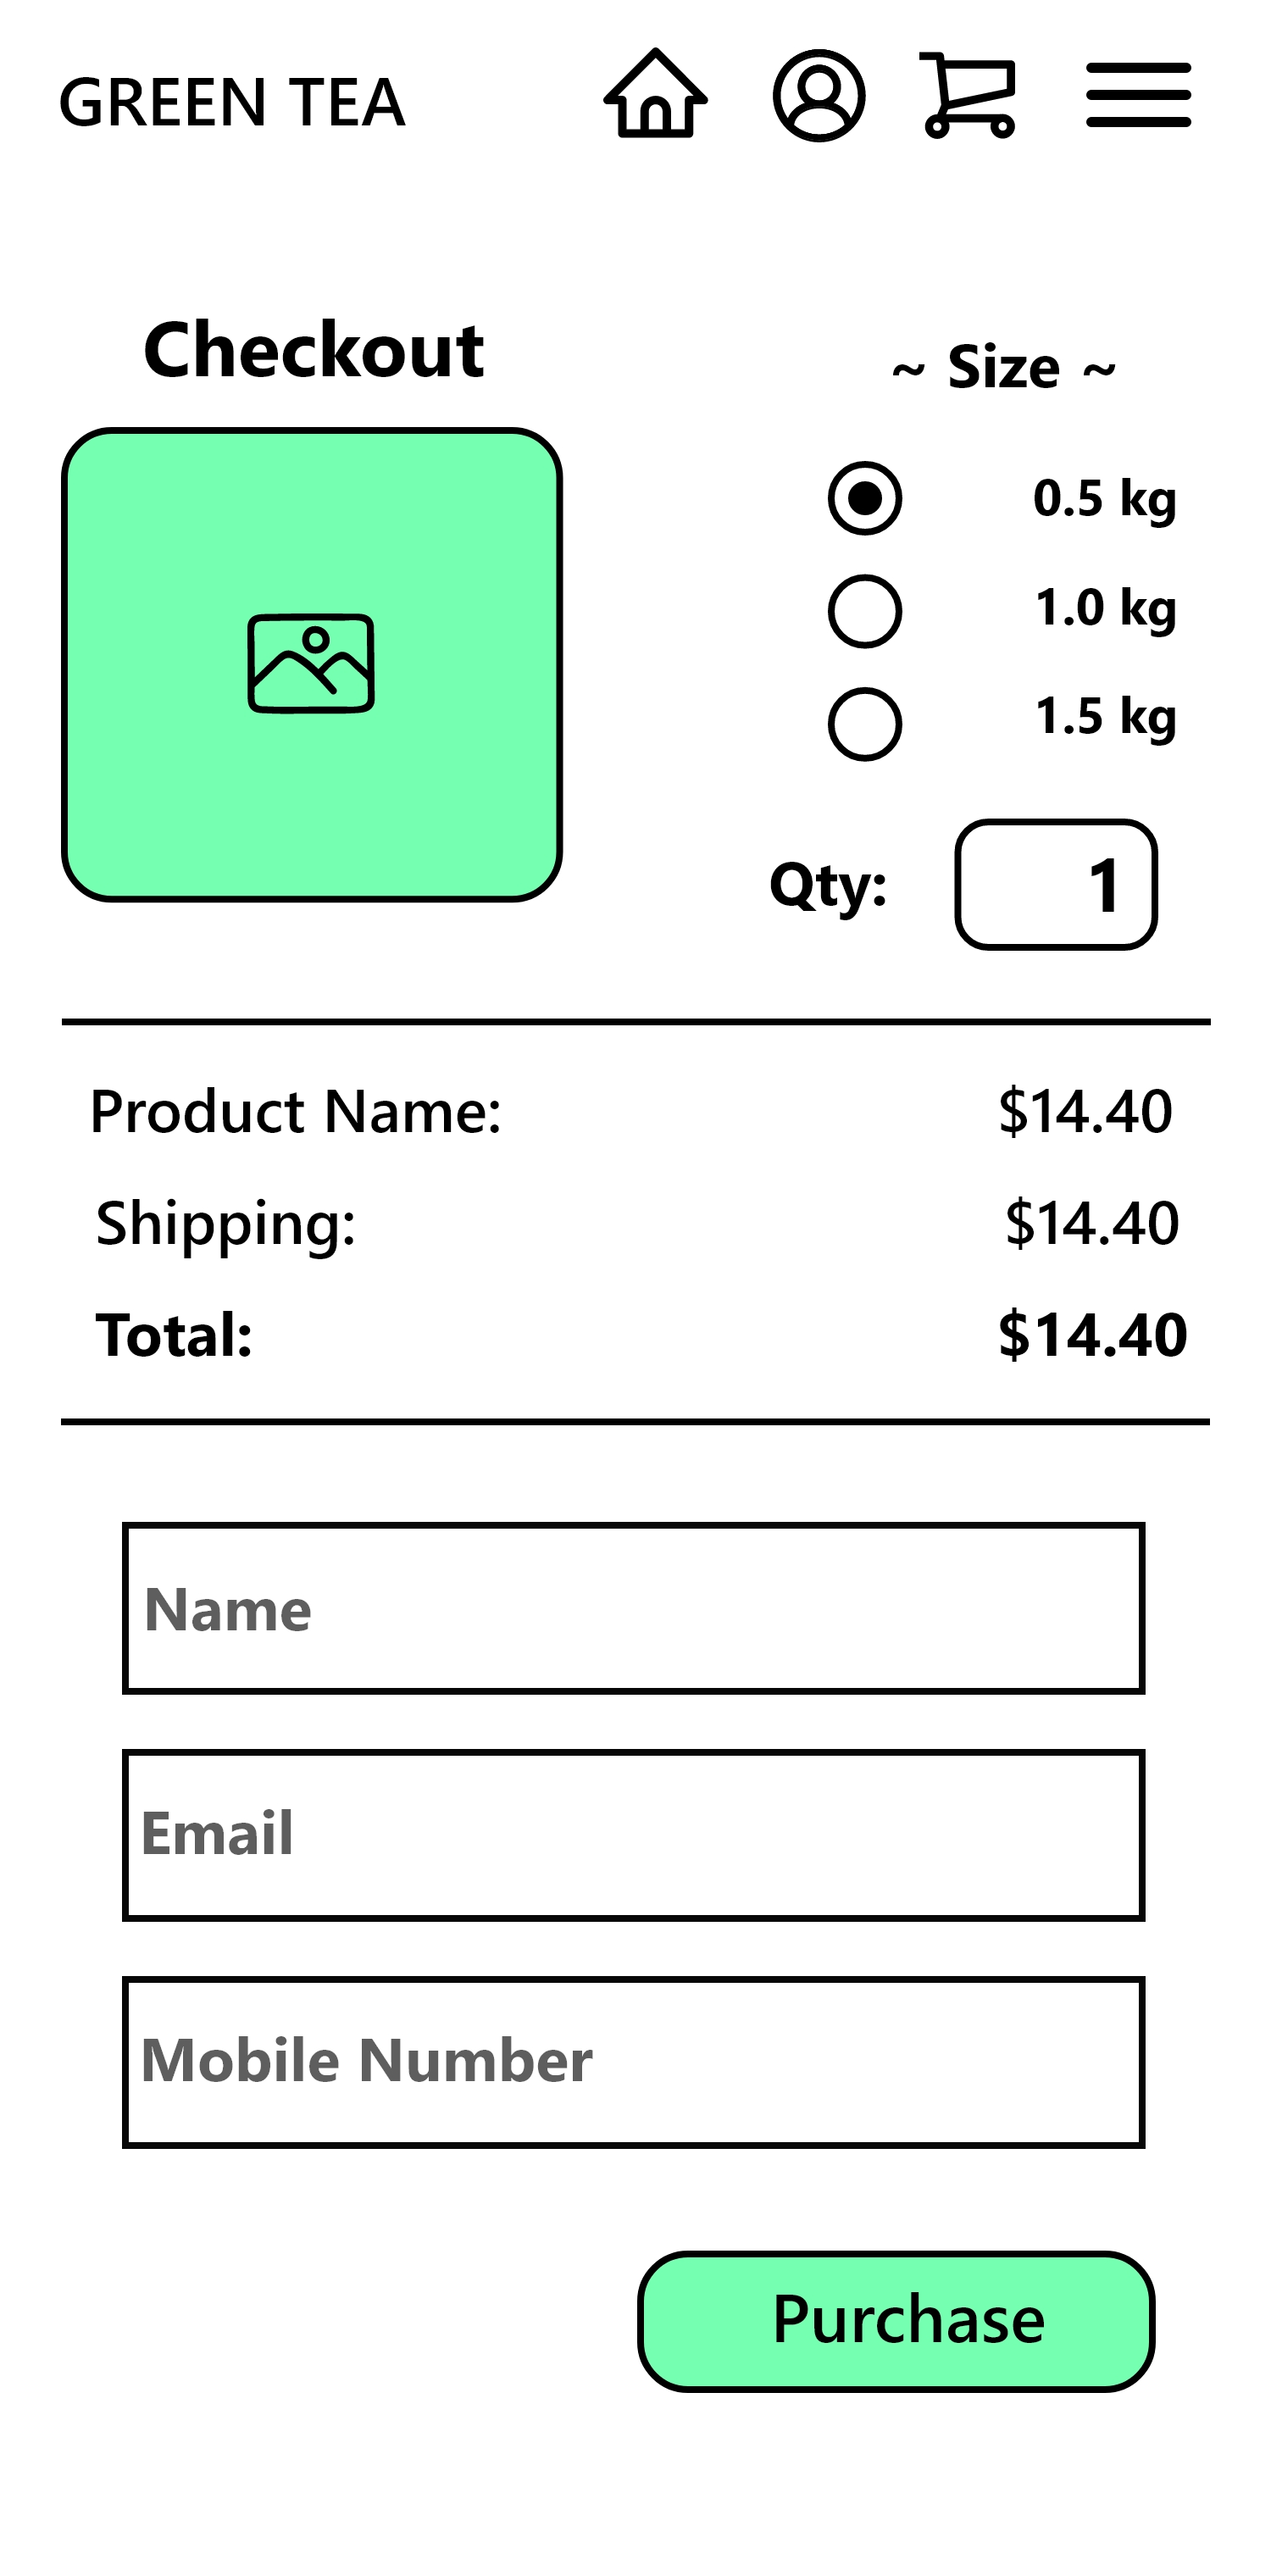 GREEN TEA
Checkout
~ Size ~
0.5 kg
1.0 kg
1.5 kg
Qty: 1
Product Name: $14.40
Shipping: $14.40
Total: $14.40
Name
Email
Mobile Number
Purchase